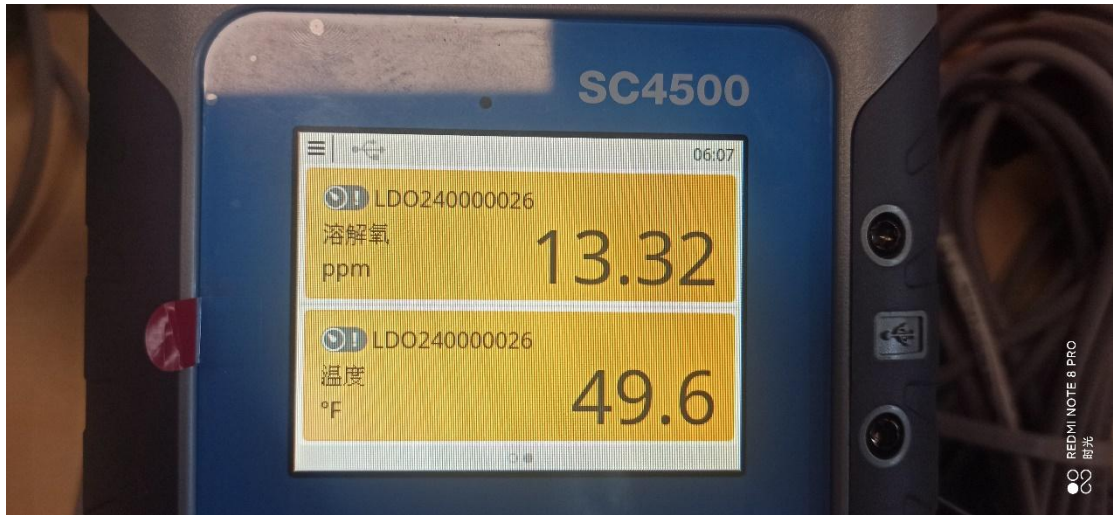 SC4500
06:07
LDO240000026
溶解氧
ppm
13.32
LDO240000026
温度
°F
49.6
REDMI NOTE 8 PRO
时光